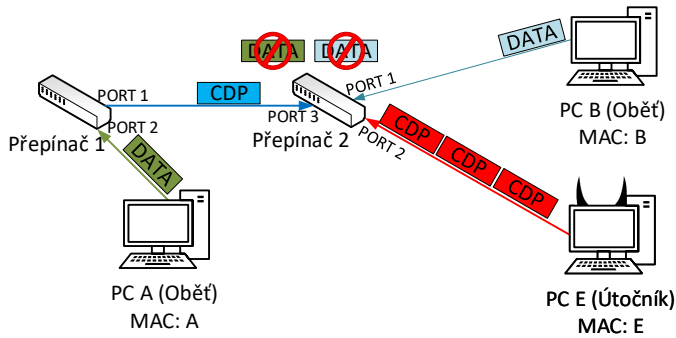 DATA
DATA
DATA
PORT 1
CDP
PORT 1
PORT 3
Přepínač 1
PORT 2
Přepínač 2
PORT 2
DATA
CDP
CDP
CDP
PC B (Oběť)
MAC: B
PC A (Oběť)
MAC: A
PC E (Útočník)
MAC: E